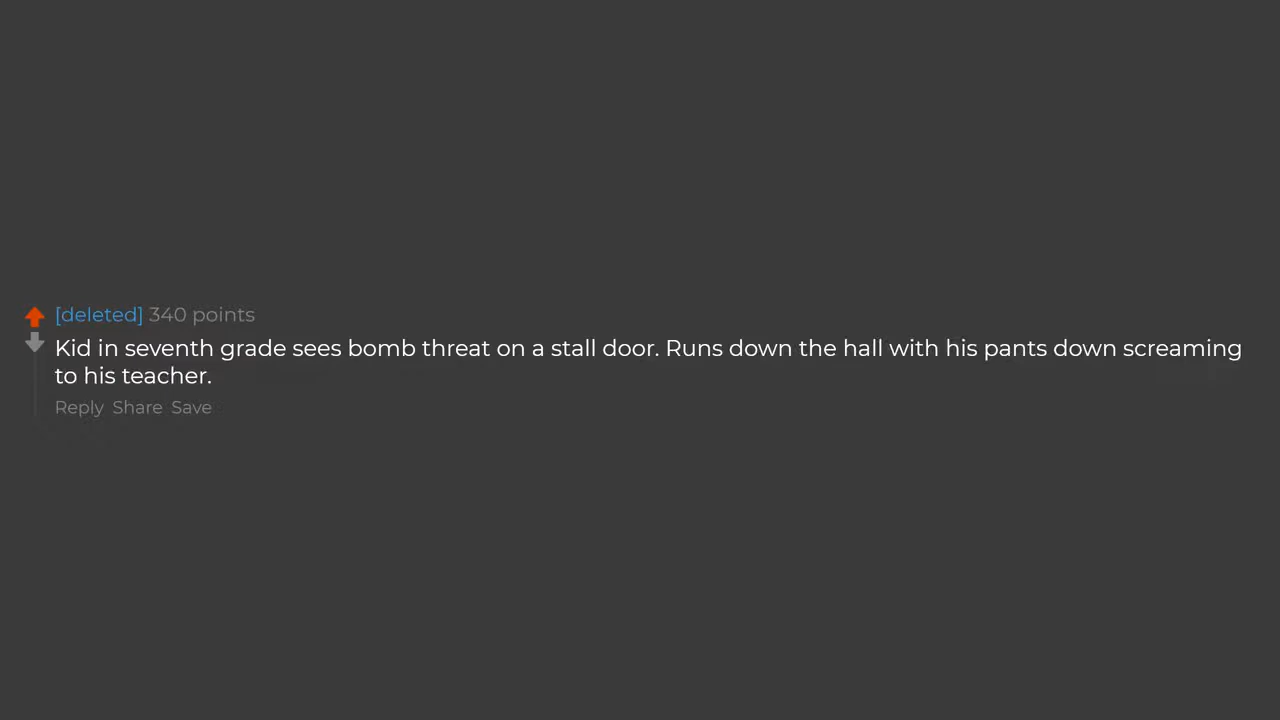 [deleted] 340 points
Kid in seventh grade sees bomb threat on a stall door. Runs down the hall with his pants down screaming
to his teacher.
Reply Share Save